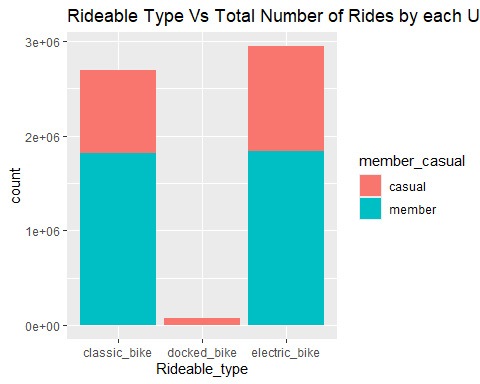 Rideable Type Vs Total Number of Rides by each U
3e+06
2e+06
1e+06
0e+00
count
classic_bike docked_bike electric_bike
Rideable_type
member_casual
casual
member